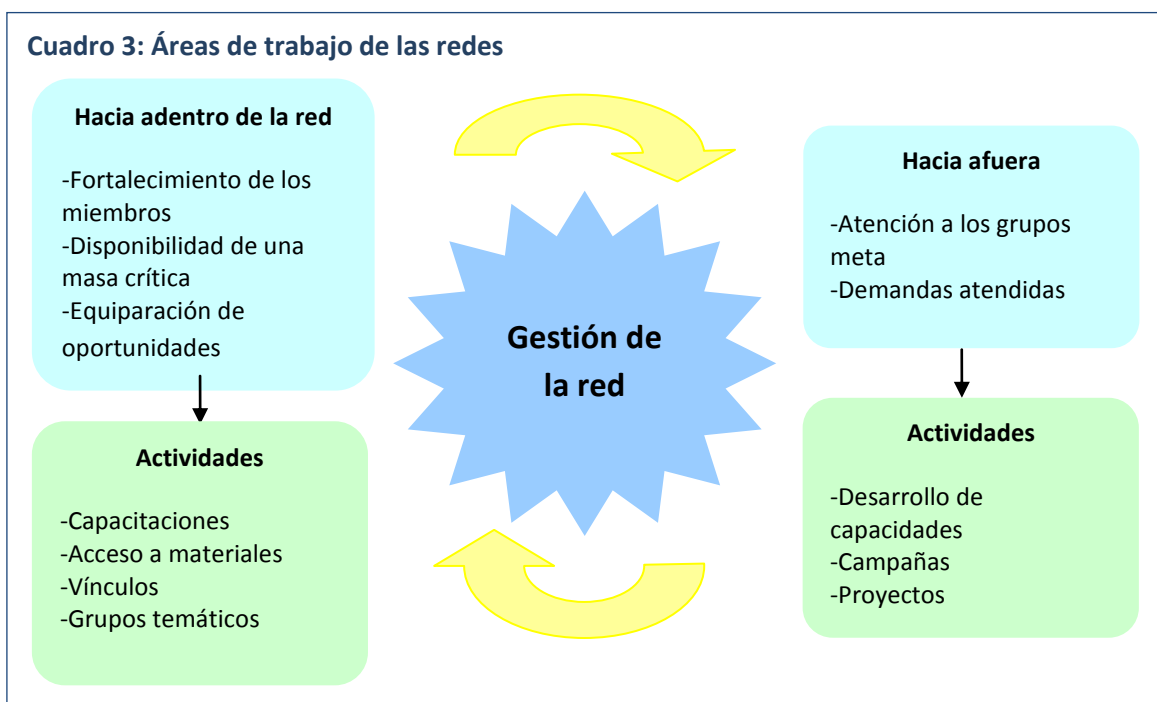 Cuadro 3: Áreas de trabajo de las redes
Hacia adentro de la red
-Fortalecimiento de los
miembros
-Disponibilidad de una
masa crítica
-Equiparación de
oportunidades
Actividades
-Capacitaciones
-Acceso a materiales
-Vínculos
-Grupos temáticos
Gestión de
la red
Hacia afuera
-Atención a los grupos
meta
-Demandas atendidas
Actividades
-Desarrollo de
capacidades
-Campañas
-Proyectos